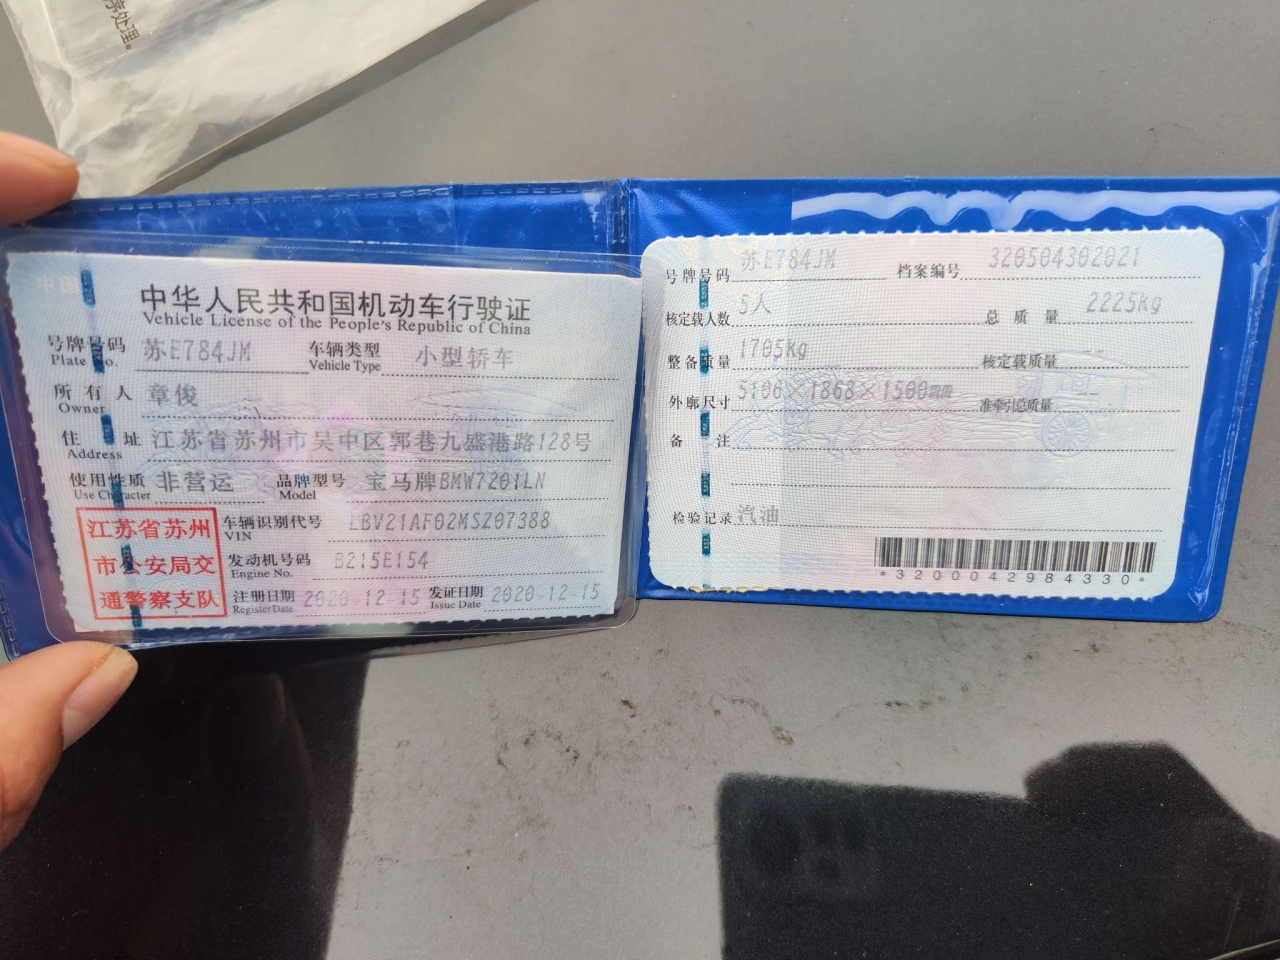 序处理。
中华人民共和国机动车行驶证
Vehicle License of the People's Republic of China
号牌号码 苏E784JM 车辆类型 小型轿车
Plate No. Vehicle Type
所有人 章俊
Owner
住址 江苏省苏州市吴中区郭巷九盛港路128号
Address
使用性质 非营运 品牌型号 宝马牌BMW7201LN
Use Character Model
江苏省苏州
市公安局交
通警察支队
车辆识别代号 LBV21AF02MSZ07388
VIN
发动机号码 B215E154
Engine No.
注册日期 2020-12-15 发证日期 2020-12-15
Register Date Issue Date
号牌号码 苏E784JM 档案编号 320504302021
核定载人数 5人 总质量 2225kg
整备质量 1705kg 核定载质量 --
外廓尺寸 5106×1868×1500mm 准牵引总质量 --
备注
检验记录 汽油
*3200042984330*